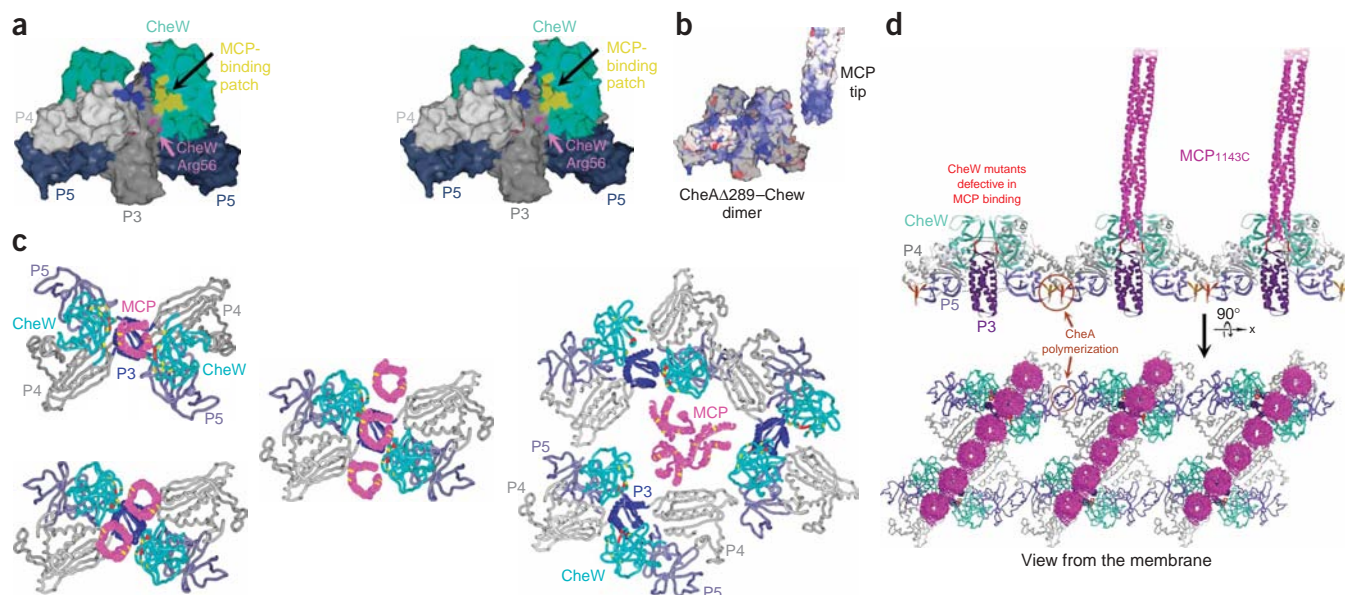 a
CheW
MCP-
binding
patch
P4
CheW
Arg56
P5
P3
P5
CheW
MCP-
binding
patch
P4
CheW
Arg56
P5
P3
P5
b
MCP
tip
CheAΔ289–Chew
dimer
c
P5
MCP
P4
CheW
CheW
P3
P4
P5
MCP
P5
P3
P4
P4
CheW
P5
d
MCP1143C
CheW mutants
defective in
MCP binding
CheW
P4
P5
P3
CheA
polymerization
90°
x
View from the membrane